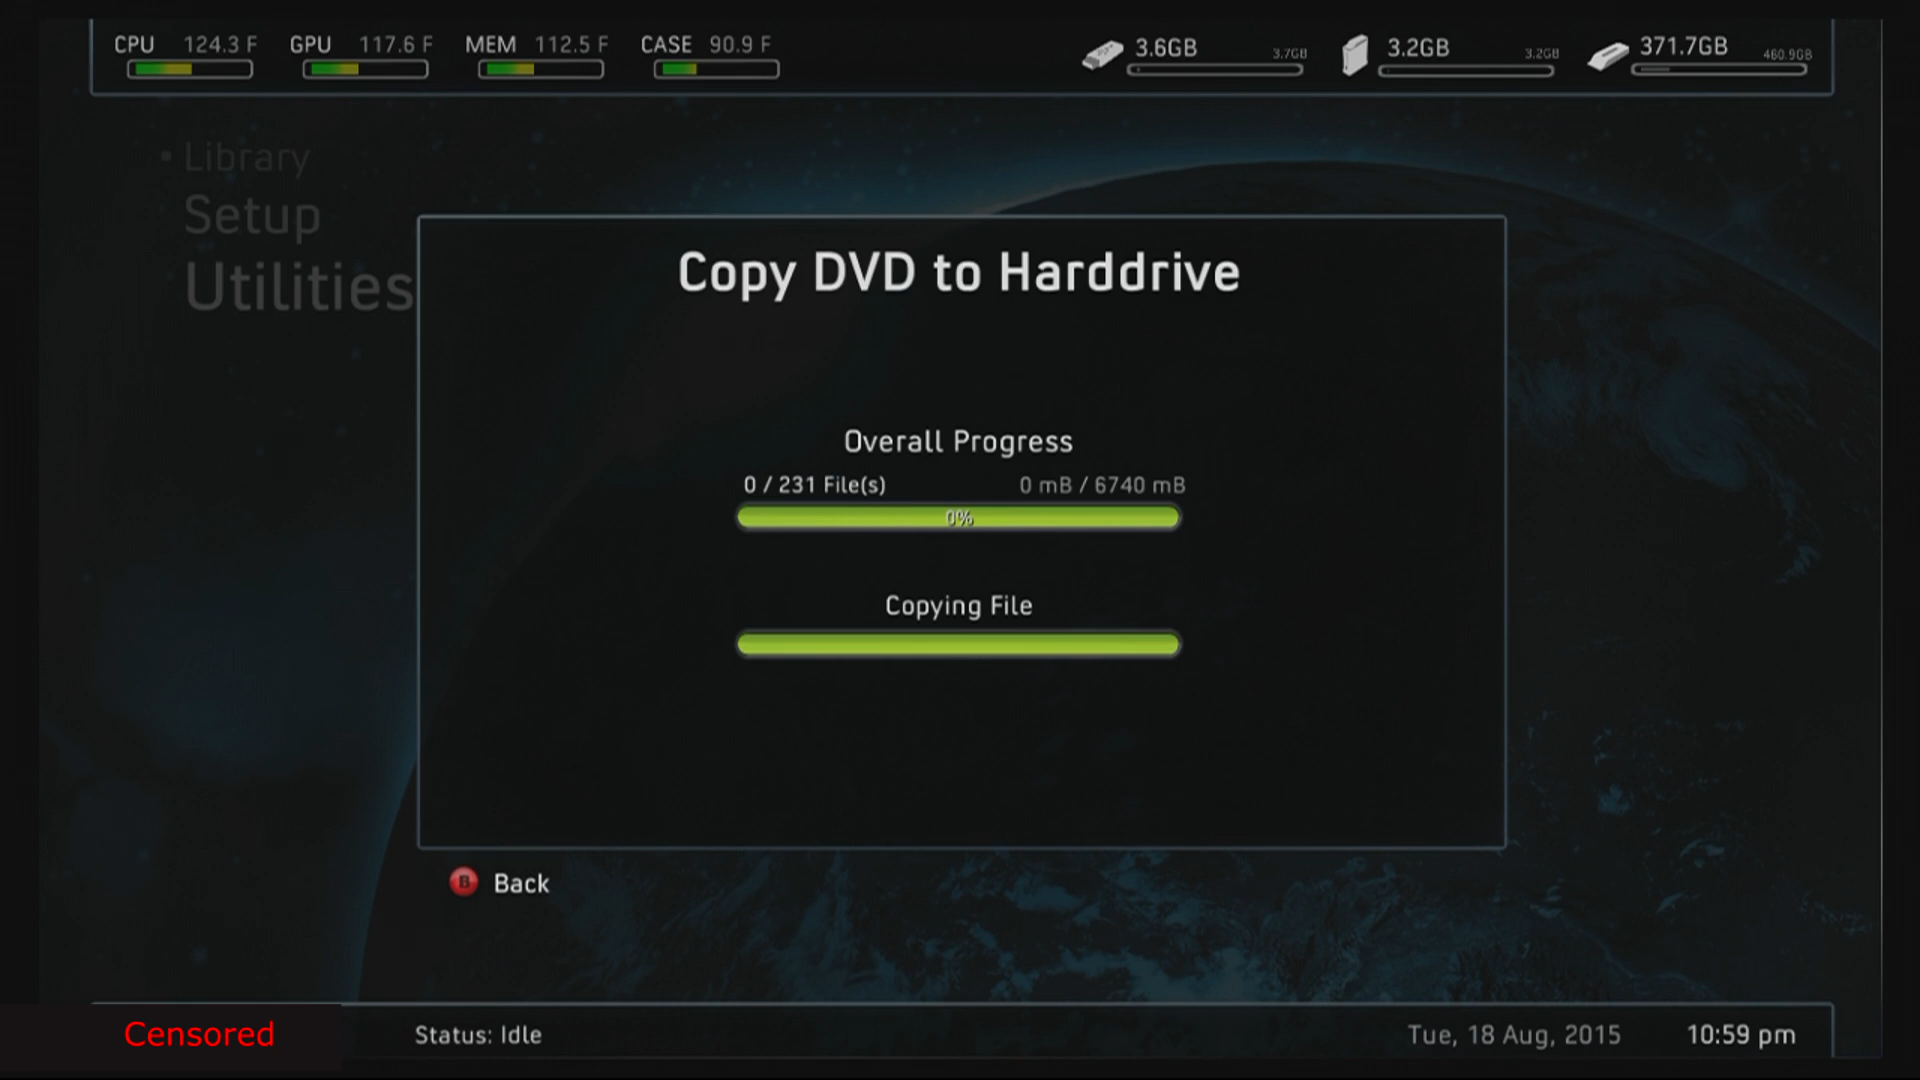 CPU 124.3 F GPU 117.6 F MEM 112.5 F CASE 90.9 F 3.6GB 3.7GB 3.2GB 3.2GB 371.7GB 460.9GB
Library
Setup
Utilities
Copy DVD to Harddrive
Overall Progress
0 / 231 File(s) 0 mB / 6740 mB
0%
Copying File
B Back
Censored Status: Idle Tue, 18 Aug, 2015 10:59 pm